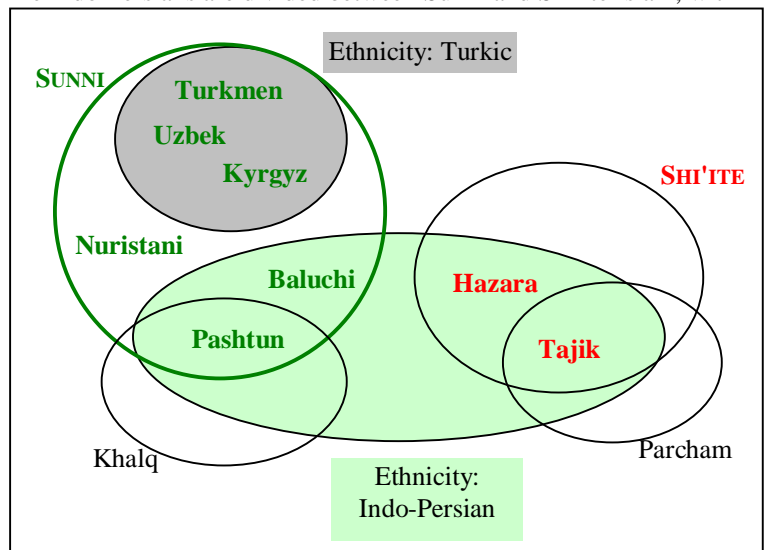 Ethnicity: Turkic
SUNNI
Turkmen
Uzbek
Kyrgyz
SHI'ITE
Nuristani
Baluchi
Hazara
Pashtun
Tajik
Khalq
Parcham
Ethnicity:
Indo-Persian